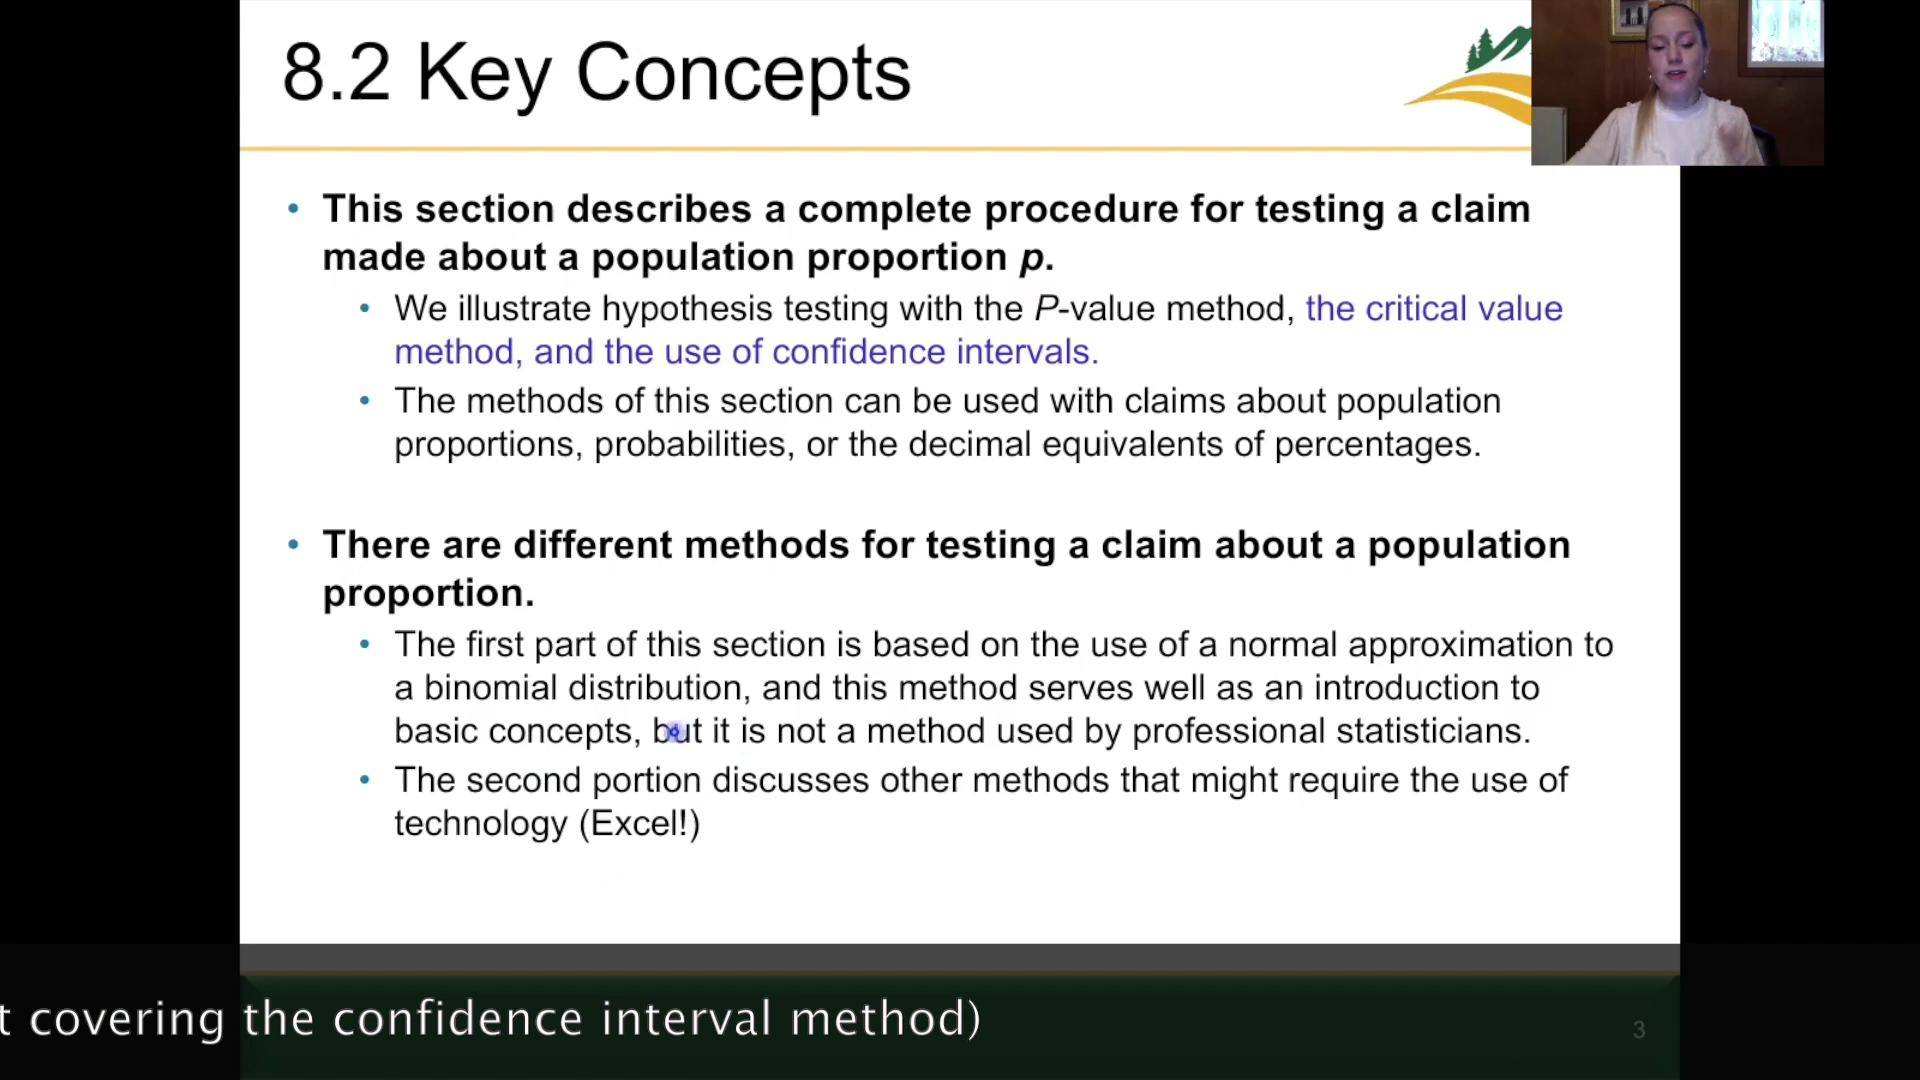 8.2 Key Concepts
• This section describes a complete procedure for testing a claim
made about a population proportion p.
• We illustrate hypothesis testing with the P-value method, the critical value
method, and the use of confidence intervals.
• The methods of this section can be used with claims about population
proportions, probabilities, or the decimal equivalents of percentages.
• There are different methods for testing a claim about a population
proportion.
• The first part of this section is based on the use of a normal approximation to
a binomial distribution, and this method serves well as an introduction to
basic concepts, but it is not a method used by professional statisticians.
• The second portion discusses other methods that might require the use of
technology (Excel!)
t covering the confidence interval method)
3